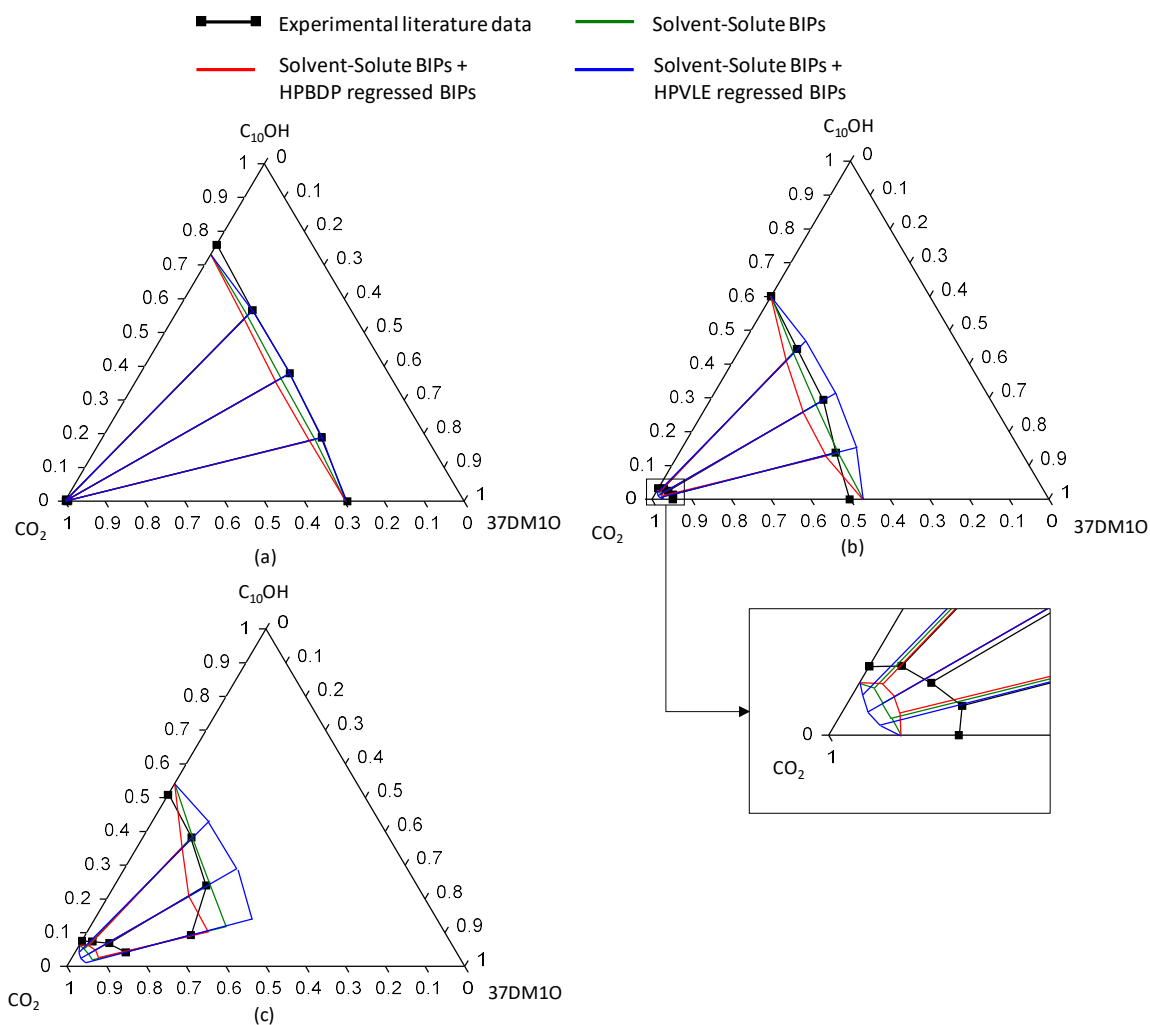 Experimental literature data
Solvent-Solute BIPs
Solvent-Solute BIPs +
HPBDP regressed BIPs
Solvent-Solute BIPs +
HPVLE regressed BIPs
C₁₀OH
1 0
0.9 0.1
0.8 0.2
0.7 0.3
0.6 0.4
0.5 0.5
0.4 0.6
0.3 0.7
0.2 0.8
0.1 0.9
0 1
1 0.9 0.8 0.7 0.6 0.5 0.4 0.3 0.2 0.1 0
CO₂ 37DM1O
(a)
C₁₀OH
1 0
0.9 0.1
0.8 0.2
0.7 0.3
0.6 0.4
0.5 0.5
0.4 0.6
0.3 0.7
0.2 0.8
0.1 0.9
0 1
1 0.9 0.8 0.7 0.6 0.5 0.4 0.3 0.2 0.1 0
CO₂ 37DM1O
(b)
0
1
CO₂
C₁₀OH
1 0
0.9 0.1
0.8 0.2
0.7 0.3
0.6 0.4
0.5 0.5
0.4 0.6
0.3 0.7
0.2 0.8
0.1 0.9
0 1
1 0.9 0.8 0.7 0.6 0.5 0.4 0.3 0.2 0.1 0
CO₂ 37DM1O
(c)